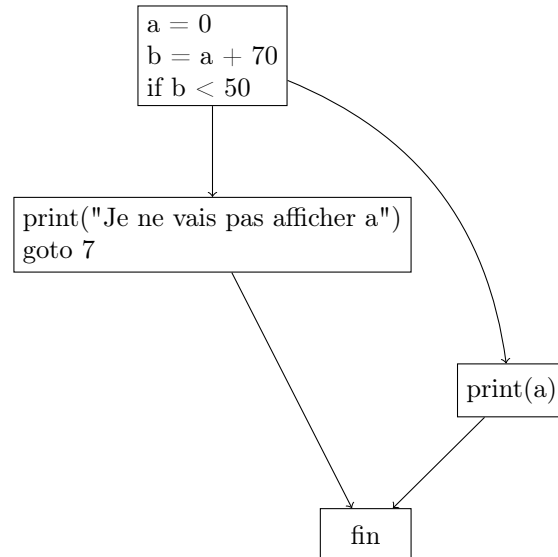 a = 0
b = a + 70
if b < 50
print("Je ne vais pas afficher a")
goto 7
print(a)
fin